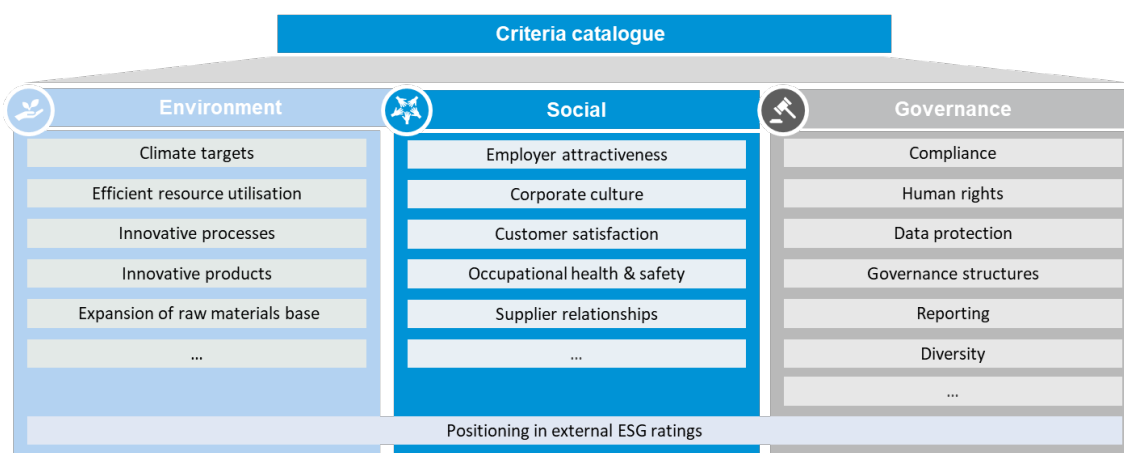 Criteria catalogue
Environment
Climate targets
Efficient resource utilisation
Innovative processes
Innovative products
Expansion of raw materials base
...
Social
Employer attractiveness
Corporate culture
Customer satisfaction
Occupational health & safety
Supplier relationships
...
Governance
Compliance
Human rights
Data protection
Governance structures
Reporting
Diversity
...
Positioning in external ESG ratings